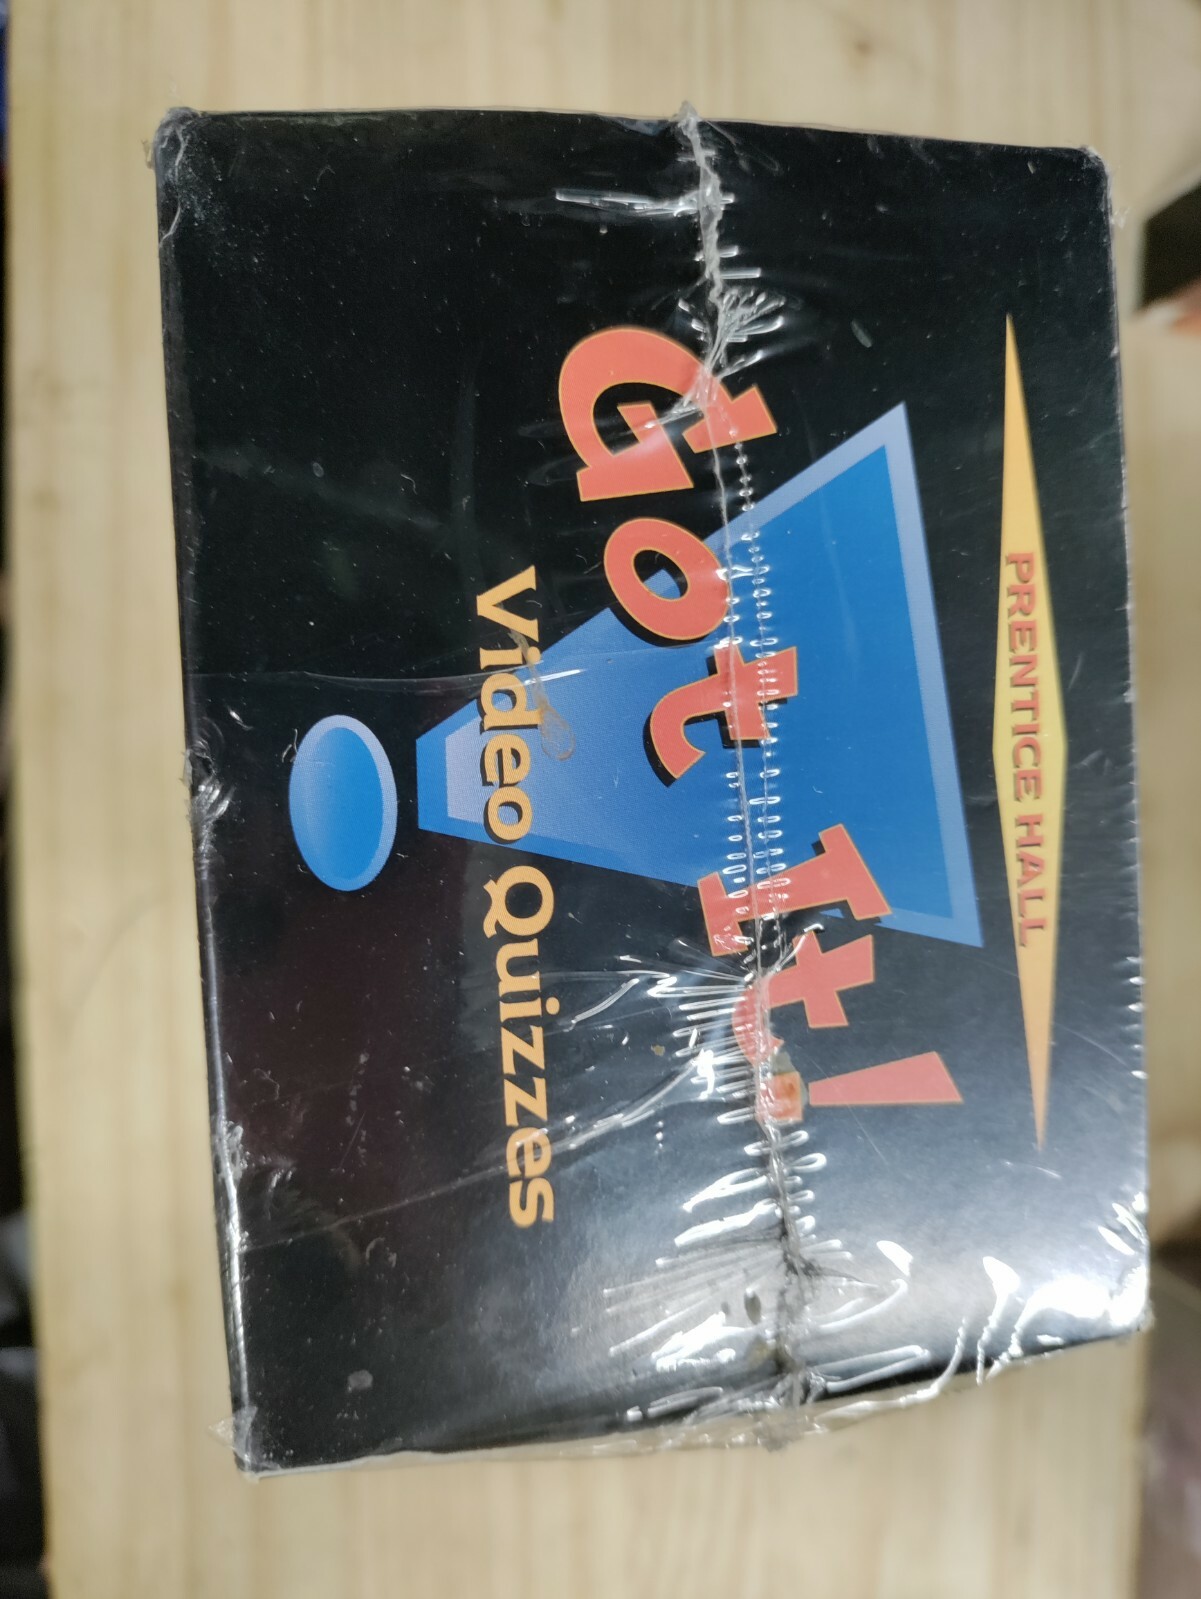 PRENTICE HALL
Got It!
Video Quizzes